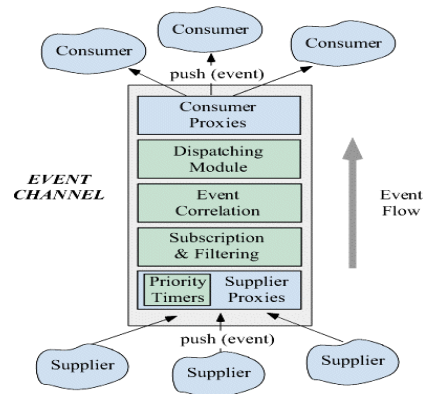 Consumer
Consumer
Consumer
push (event)
Consumer
Proxies
Dispatching
Module
EVENT
CHANNEL
Event
Correlation
Event
Flow
Subscription
& Filtering
Priority
Timers
Supplier
Proxies
push (event)
Supplier
Supplier
Supplier